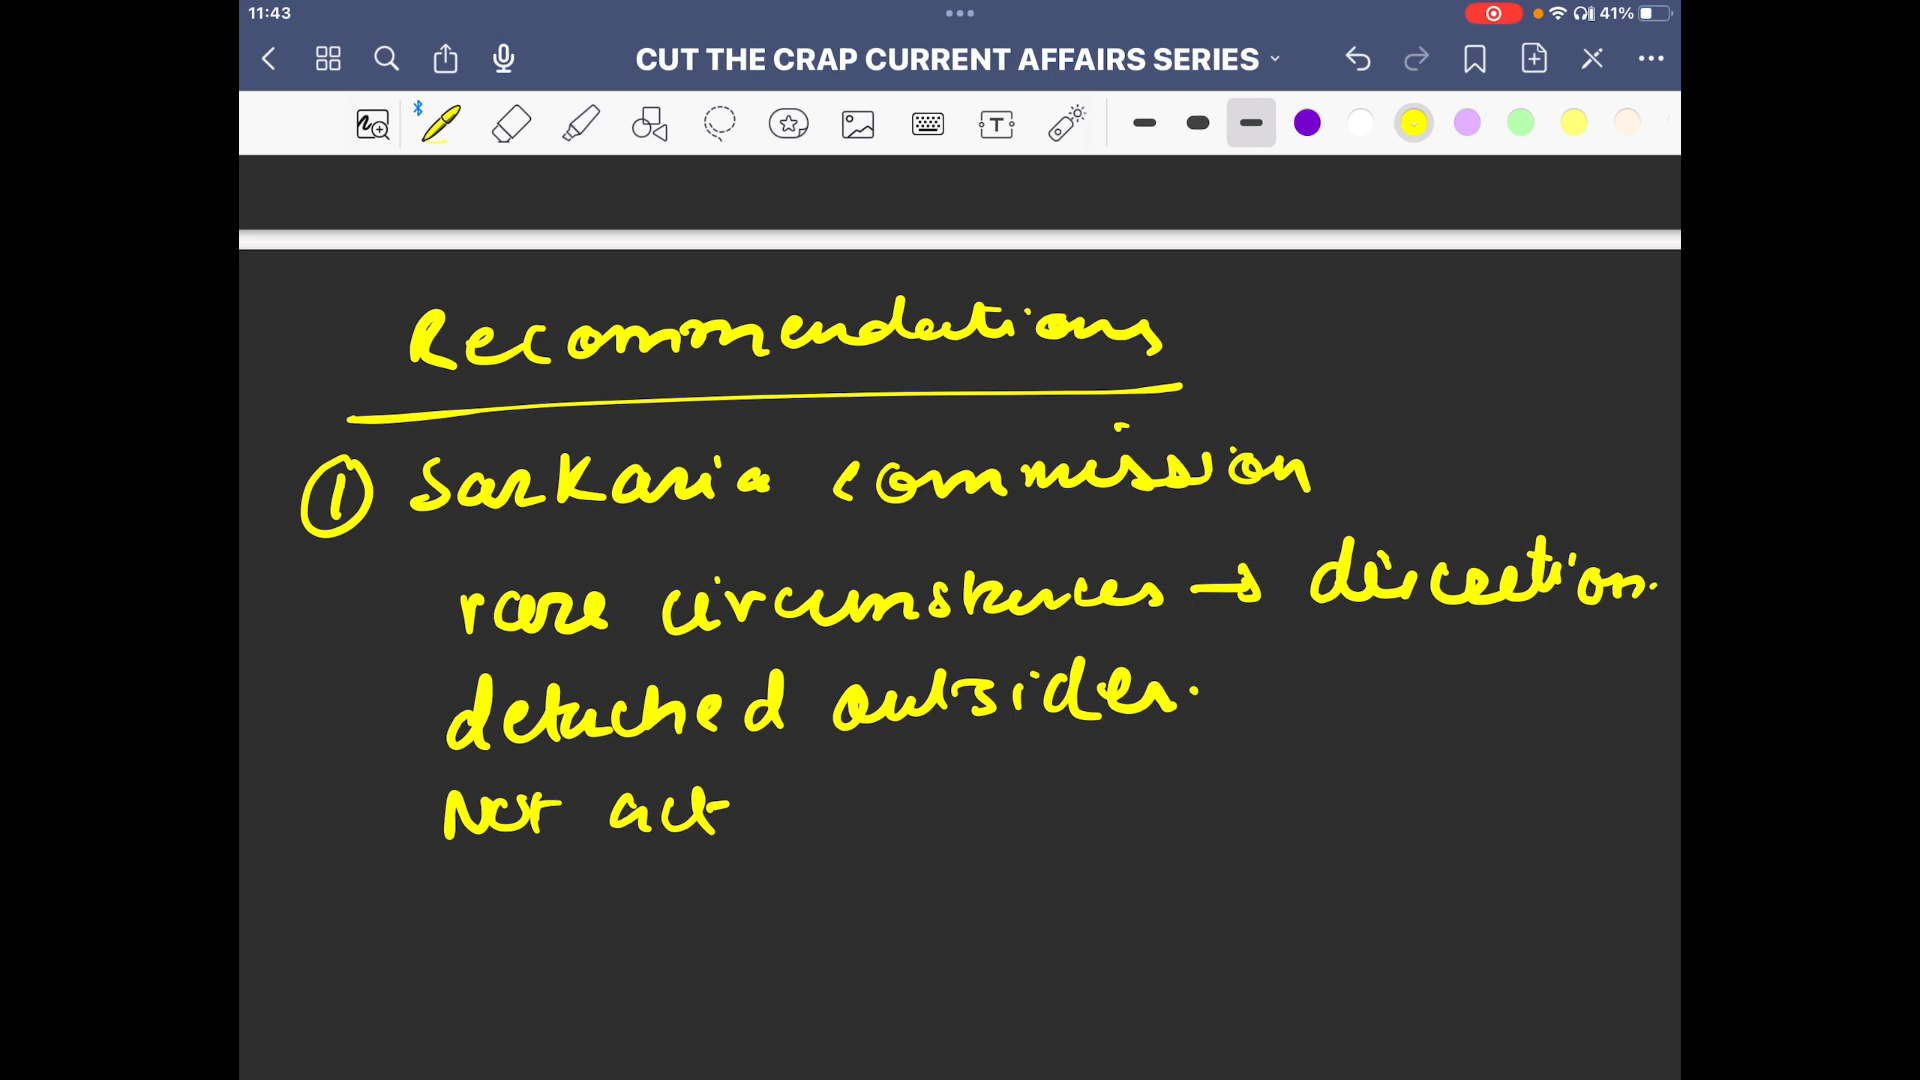 11:43
41%
CUT THE CRAP CURRENT AFFAIRS SERIES
T
Recommendations
① Sarkaria commission
rare circumstances → discretion.
detached outsider.
Not act